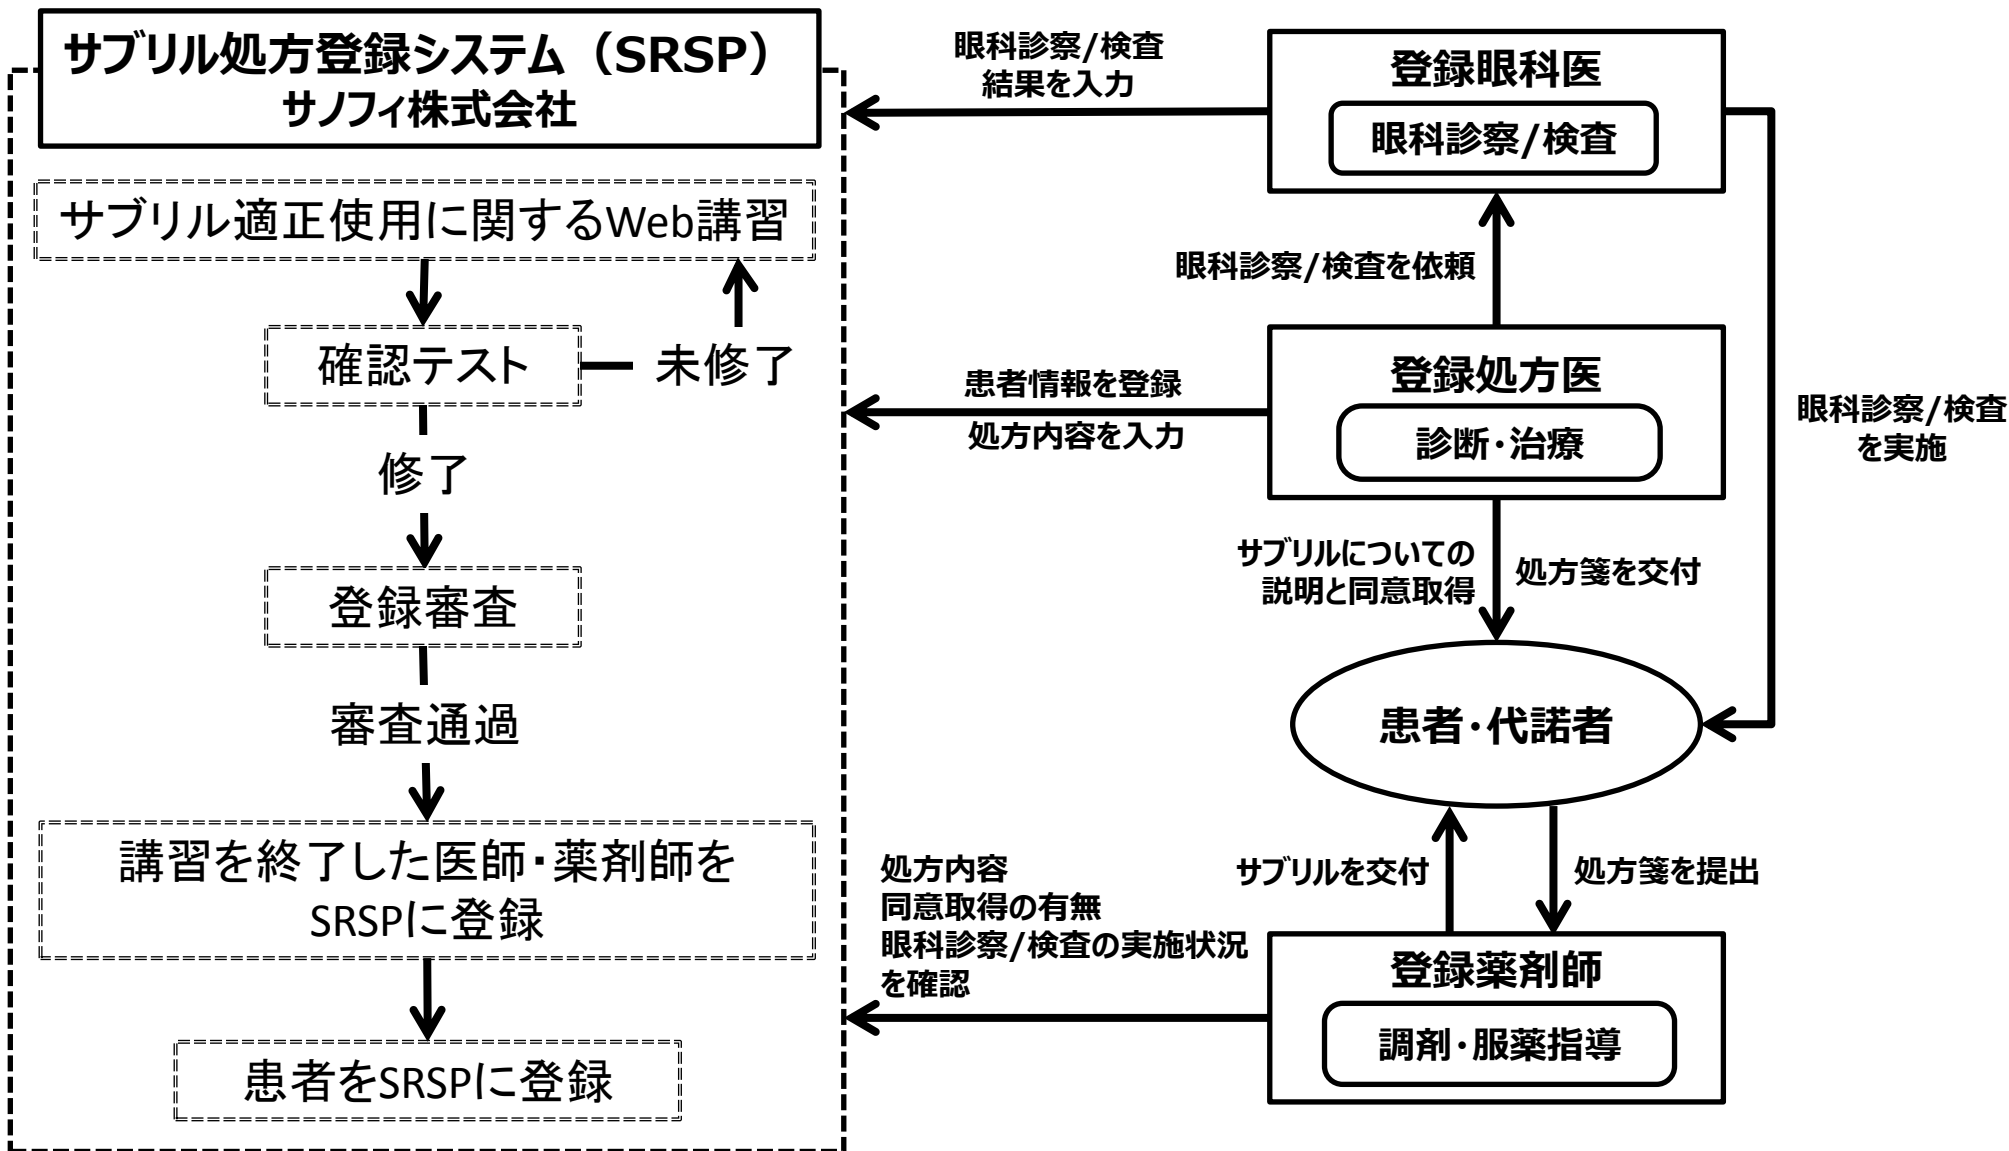 サブリル処方登録システム（SRSP）
サノフィ株式会社
サブリル適正使用に関するWeb講習
確認テスト
未修了
修了
登録審査
審査通過
講習を終了した医師・薬剤師を
SRSPに登録
患者をSRSPに登録
眼科診察/検査
結果を入力
登録眼科医
眼科診察/検査
眼科診察/検査を依頼
患者情報を登録
処方内容を入力
登録処方医
診断・治療
眼科診察/検査
を実施
サブリルについての
説明と同意取得
処方箋を交付
患者・代諾者
サブリルを交付
処方箋を提出
処方内容
同意取得の有無
眼科診察/検査の実施状況
を確認
登録薬剤師
調剤・服薬指導